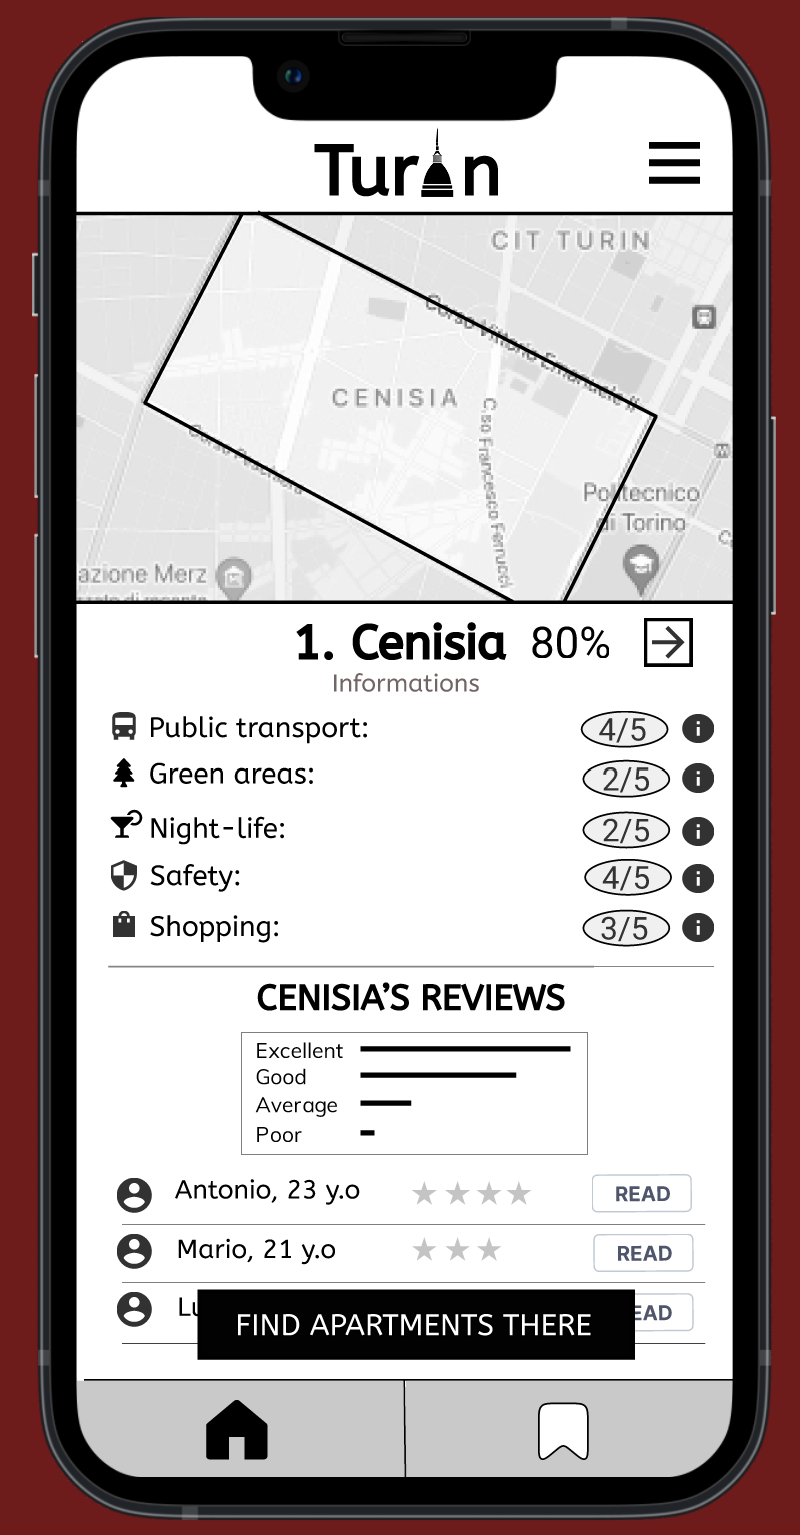 Turin
CIT TURIN
Corso Vittorio Emanuele II
CENISIA
C.so Francesco Ferrucci
Corso Peschiera
Politecnico
di Torino
azione Merz
1. Cenisia 80%
Informations
Public transport: 4/5
Green areas: 2/5
Night-life: 2/5
Safety: 4/5
Shopping: 3/5
CENISIA’S REVIEWS
Excellent
Good
Average
Poor
Antonio, 23 y.o READ
Mario, 21 y.o READ
Lu EAD
FIND APARTMENTS THERE